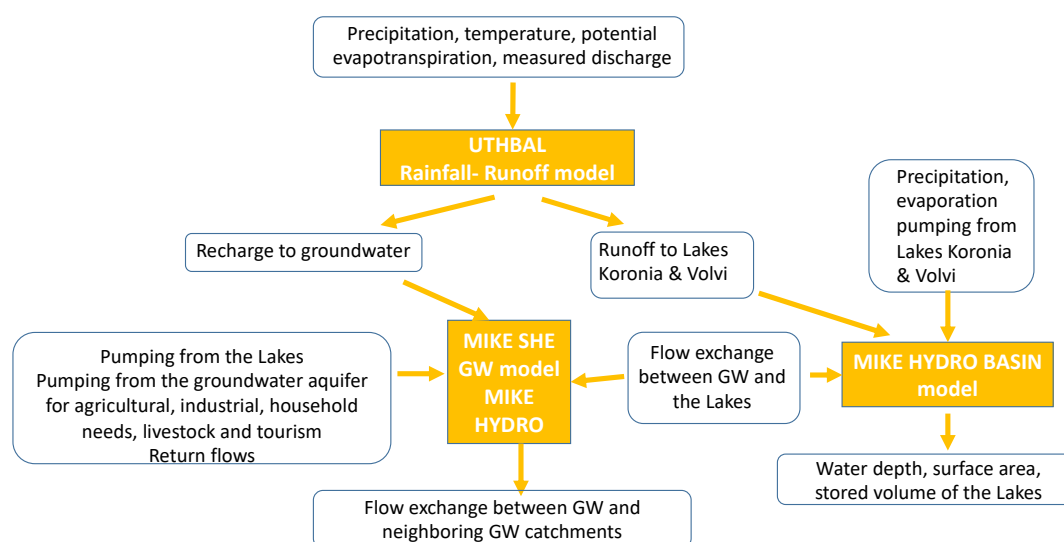 Precipitation, temperature, potential
evapotranspiration, measured discharge
UTHBAL
Rainfall- Runoff model
Precipitation,
evaporation
pumping from
Lakes Koronia
& Volvi
Recharge to groundwater
Runoff to Lakes
Koronia & Volvi
Pumping from the Lakes
Pumping from the groundwater aquifer
for agricultural, industrial, household
needs, livestock and tourism
Return flows
MIKE SHE
GW model
MIKE
HYDRO
Flow exchange
between GW and
the Lakes
MIKE HYDRO BASIN
model
Water depth, surface area,
stored volume of the Lakes
Flow exchange between GW and
neighboring GW catchments